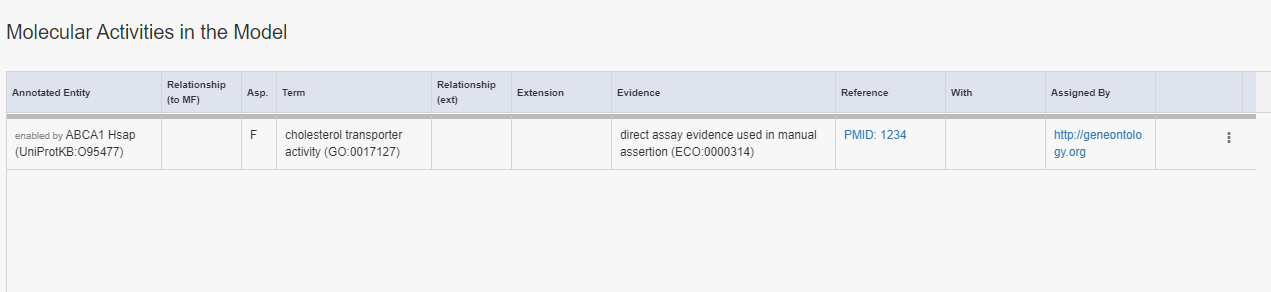 Molecular Activities in the Model
Annotated Entity
Relationship
(to MF)
Asp.
Term
Relationship
(ext)
Extension
Evidence
Reference
With
Assigned By
enabled by ABCA1 Hsap
(UniProtKB:O95477)
F
cholesterol transporter
activity (GO:0017127)
direct assay evidence used in manual
assertion (ECO:0000314)
PMID: 1234
http://geneontolo
gy.org